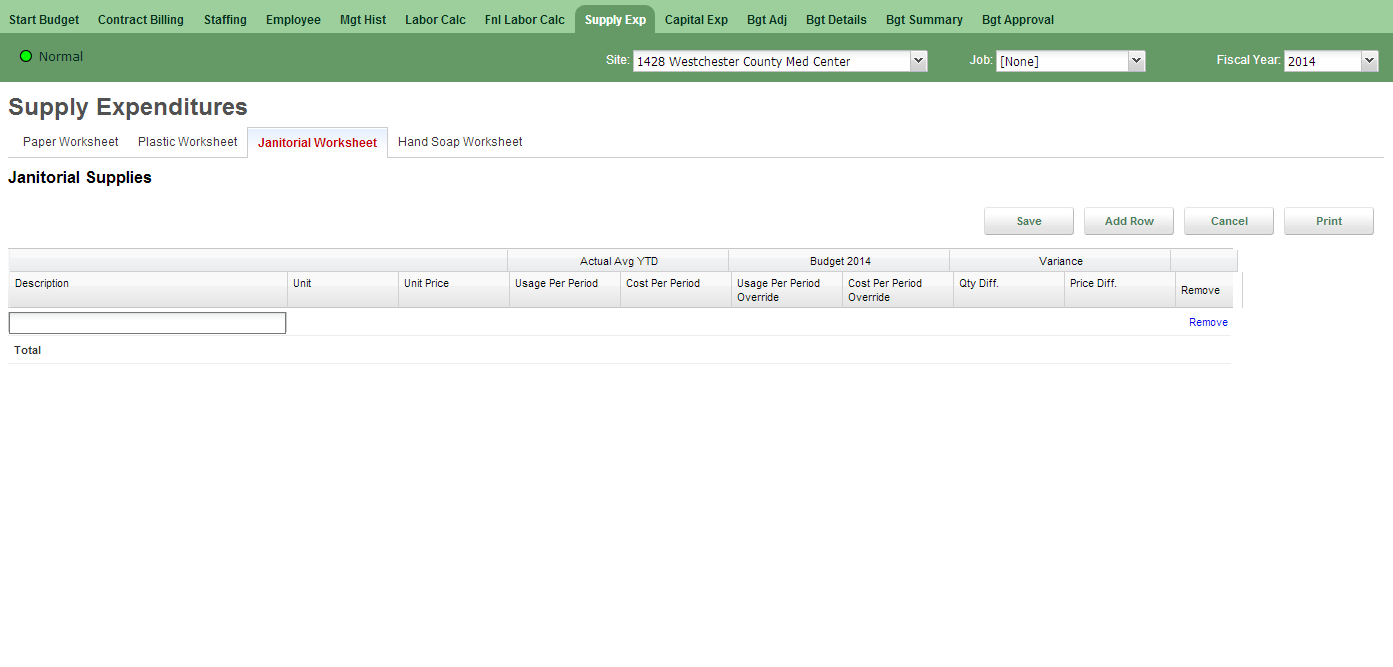 Start Budget Contract Billing Staffing Employee Mgt Hist Labor Calc Fnl Labor Calc Supply Exp Capital Exp Bgt Adj Bgt Details Bgt Summary Bgt Approval
Normal Site: 1428 Westchester County Med Center Job: [None] Fiscal Year: 2014
Supply Expenditures
Paper Worksheet Plastic Worksheet Janitorial Worksheet Hand Soap Worksheet
Janitorial Supplies
Save Add Row Cancel Print
Actual Avg YTD Budget 2014 Variance
Description Unit Unit Price Usage Per Period Cost Per Period Usage Per Period Override Cost Per Period Override Qty Diff. Price Diff. Remove
Remove
Total